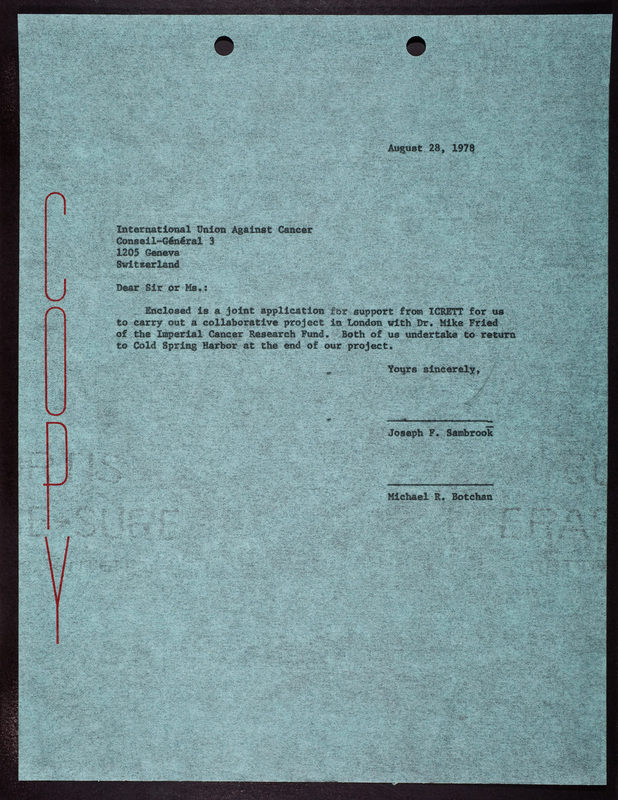 August 28, 1978
COPY
International Union Against Cancer
Conseil-Général 3
1205 Geneva
Switzerland
Dear Sir or Ms.:
Enclosed is a joint application for support from ICRETT for us
to carry out a collaborative project in London with Dr. Mike Fried
of the Imperial Cancer Research Fund. Both of us undertake to return
to Cold Spring Harbor at the end of our project.
Yours sincerely,
Joseph F. Sambrook
Michael R. Botchan